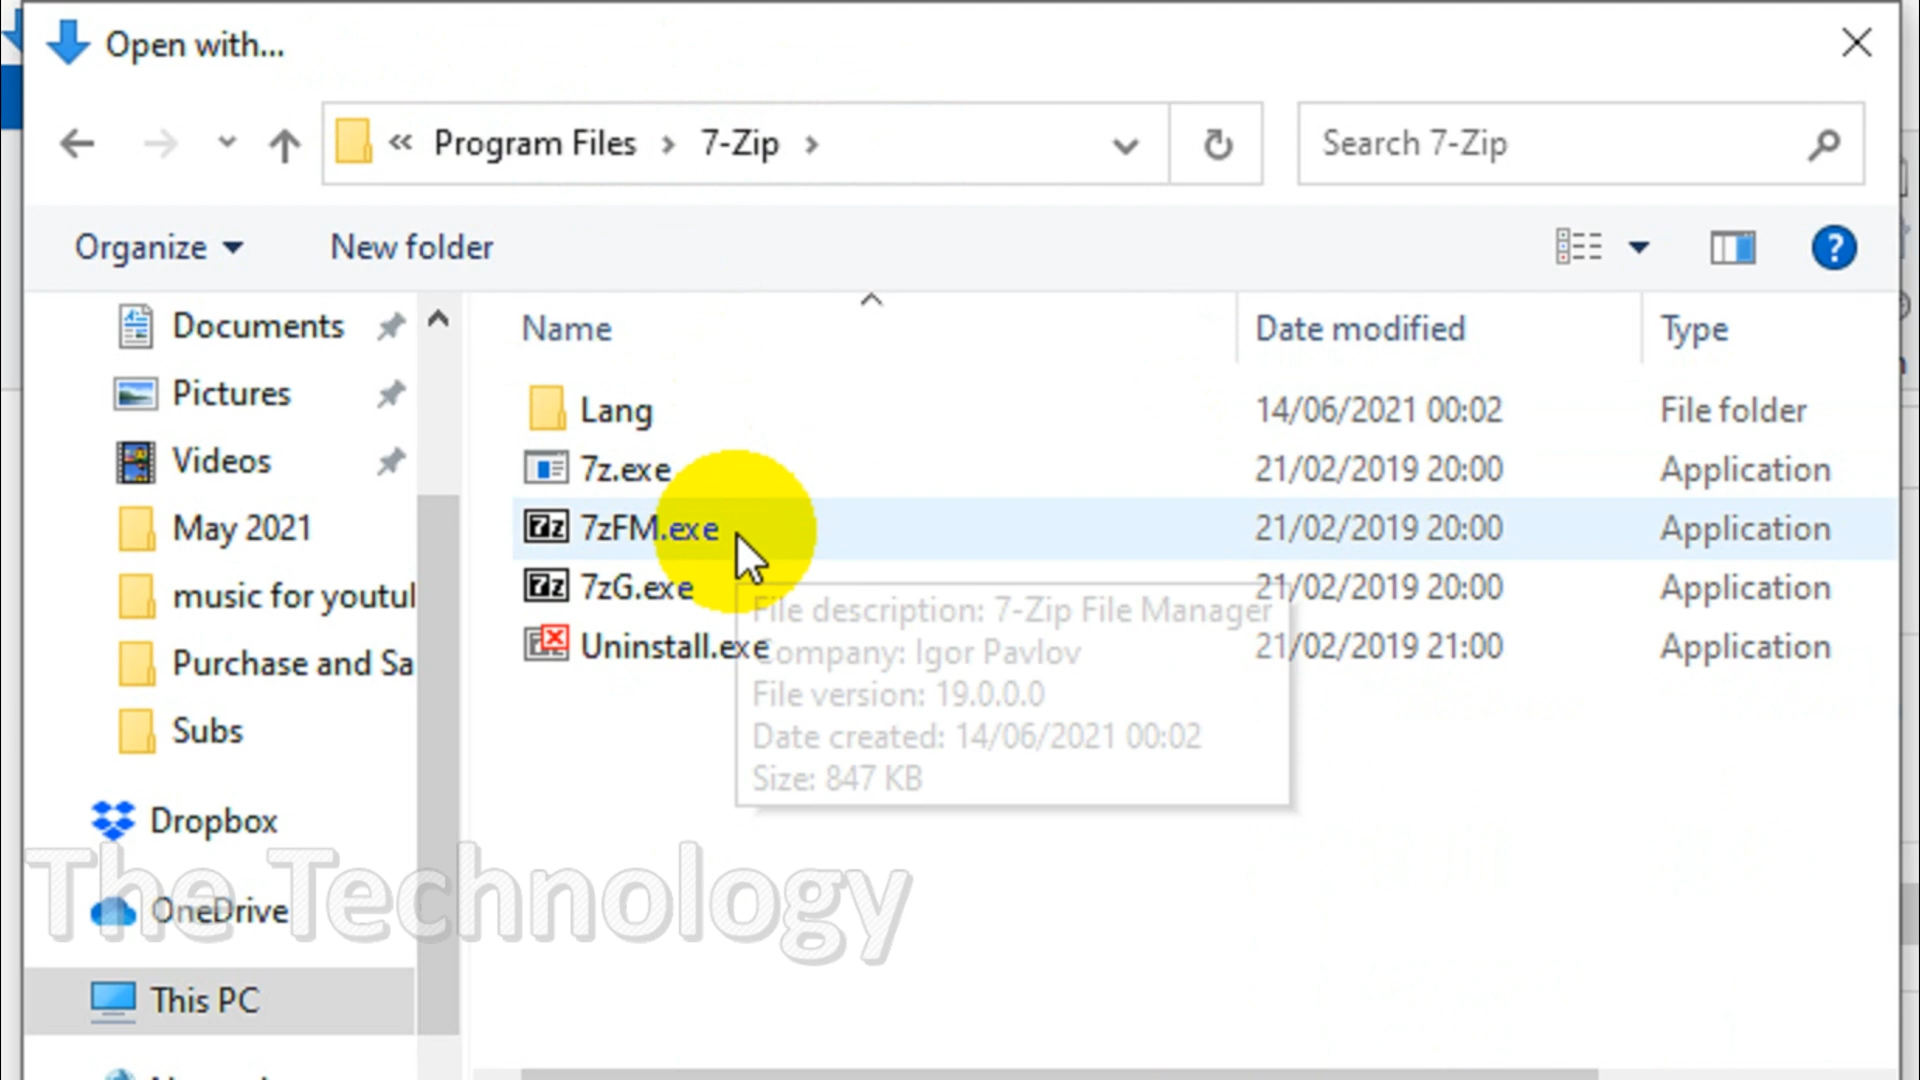 Open with...
« Program Files › 7-Zip ›
Search 7-Zip
Organize
New folder
?
Name
Date modified
Type
Documents
Pictures
Videos
May 2021
music for youtul
Purchase and Sa
Subs
Dropbox
OneDrive
This PC
Lang 14/06/2021 00:02 File folder
7z.exe 21/02/2019 20:00 Application
7zFM.exe 21/02/2019 20:00 Application
7zG.exe 21/02/2019 20:00 Application
Uninstall.exe 21/02/2019 21:00 Application
File description: 7-Zip File Manager
Company: Igor Pavlov
File version: 19.0.0.0
Date created: 14/06/2021 00:02
Size: 847 KB
The Technology